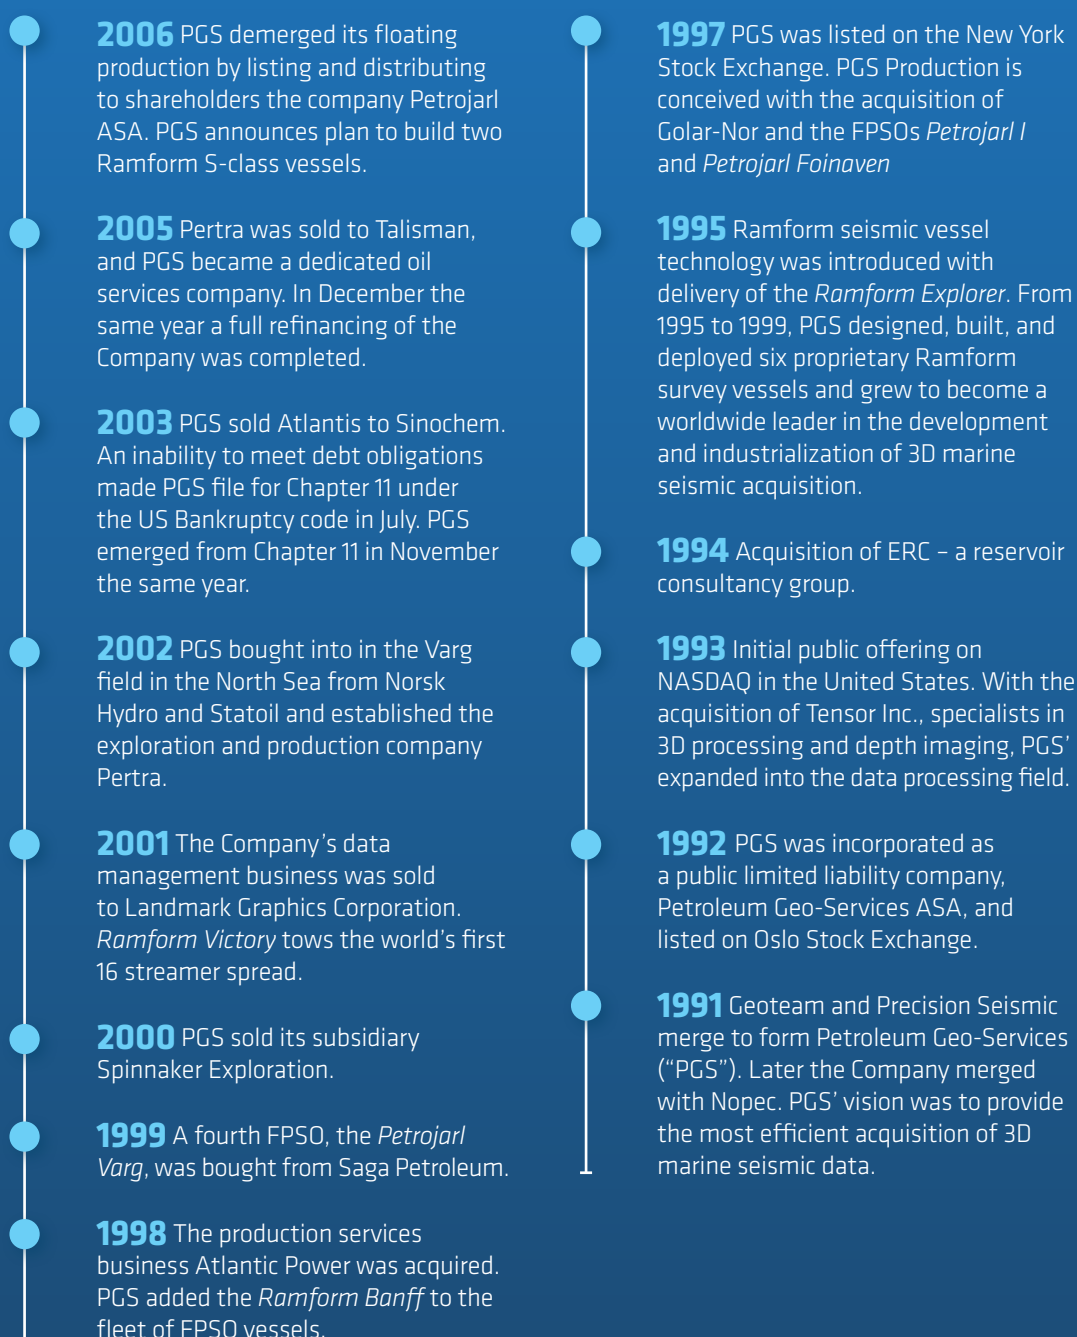 2006 PGS demerged its floating
production by listing and distributing
to shareholders the company Petrojarl
ASA. PGS announces plan to build two
Ramform S-class vessels.
2005 Pertra was sold to Talisman,
and PGS became a dedicated oil
services company. In December the
same year a full refinancing of the
Company was completed.
2003 PGS sold Atlantis to Sinochem.
An inability to meet debt obligations
made PGS file for Chapter 11 under
the US Bankruptcy code in July. PGS
emerged from Chapter 11 in November
the same year.
2002 PGS bought into in the Varg
field in the North Sea from Norsk
Hydro and Statoil and established the
exploration and production company
Pertra.
2001 The Company's data
management business was sold
to Landmark Graphics Corporation.
Ramform Victory tows the world's first
16 streamer spread.
2000 PGS sold its subsidiary
Spinnaker Exploration.
1999 A fourth FPSO, the Petrojarl
Varg, was bought from Saga Petroleum.
1998 The production services
business Atlantic Power was acquired.
PGS added the Ramform Banff to the
fleet of FPSO vessels.
1997 PGS was listed on the New York
Stock Exchange. PGS Production is
conceived with the acquisition of
Golar-Nor and the FPSOs Petrojarl I
and Petrojarl Foinaven
1995 Ramform seismic vessel
technology was introduced with
delivery of the Ramform Explorer. From
1995 to 1999, PGS designed, built, and
deployed six proprietary Ramform
survey vessels and grew to become a
worldwide leader in the development
and industrialization of 3D marine
seismic acquisition.
1994 Acquisition of ERC – a reservoir
consultancy group.
1993 Initial public offering on
NASDAQ in the United States. With the
acquisition of Tensor Inc., specialists in
3D processing and depth imaging, PGS'
expanded into the data processing field.
1992 PGS was incorporated as
a public limited liability company,
Petroleum Geo-Services ASA, and
listed on Oslo Stock Exchange.
1991 Geoteam and Precision Seismic
merge to form Petroleum Geo-Services
("PGS"). Later the Company merged
with Nopec. PGS' vision was to provide
the most efficient acquisition of 3D
marine seismic data.